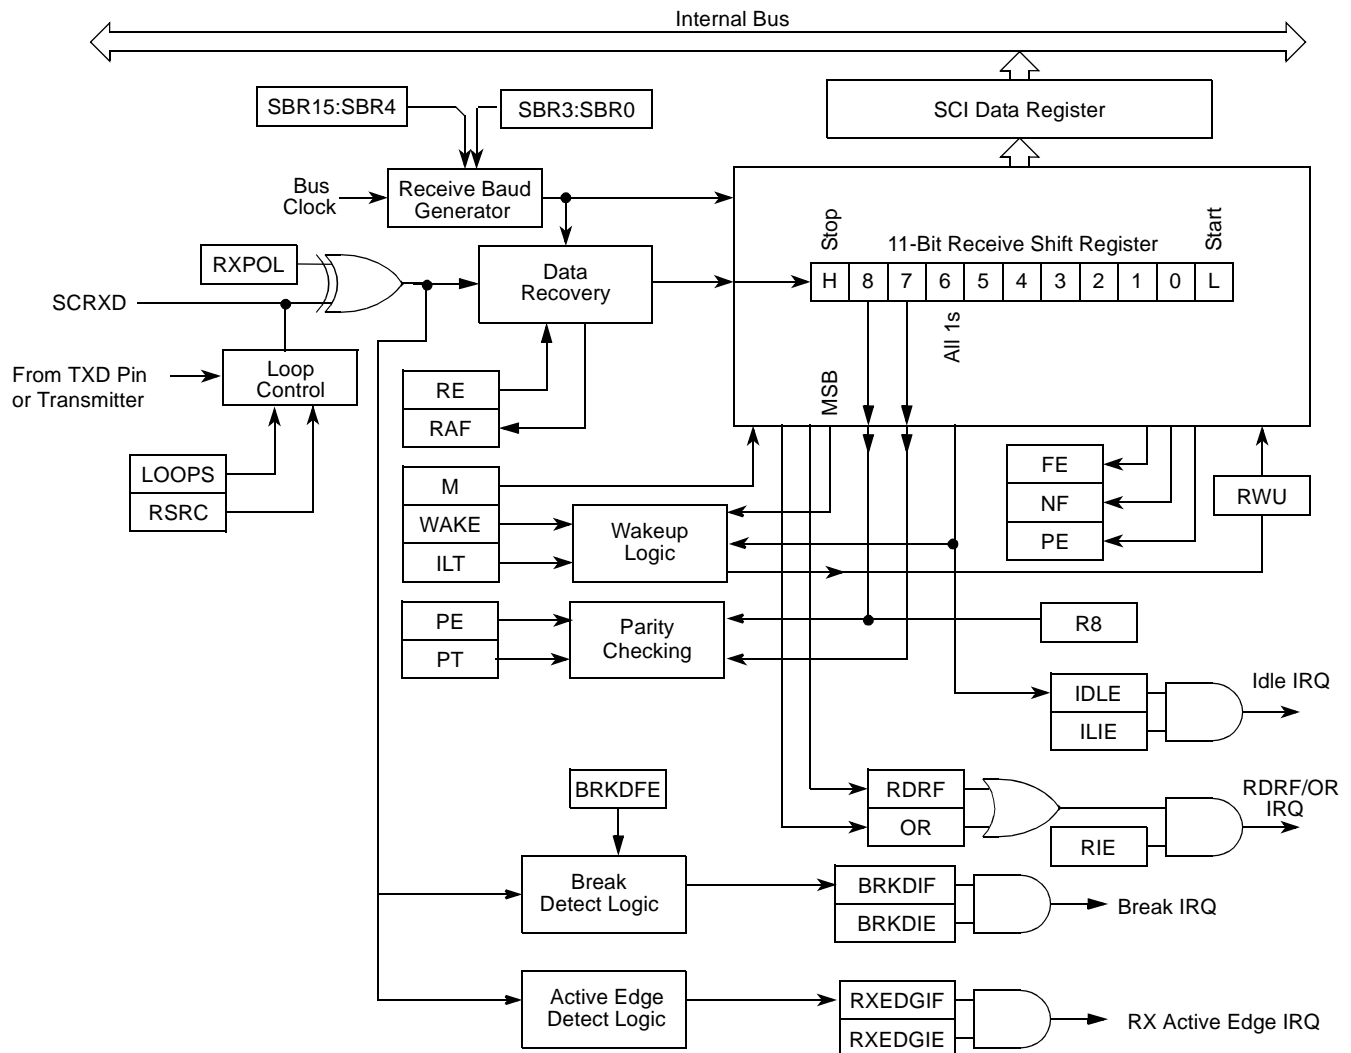 Internal Bus
SBR15:SBR4
SBR3:SBR0
SCI Data Register
Bus
Clock
Receive Baud
Generator
Stop
11-Bit Receive Shift Register
Start
RXPOL
Data
Recovery
H 8 7 6 5 4 3 2 1 0 L
SCRXD
All 1s
From TXD Pin
or Transmitter
Loop
Control
MSB
RE
RAF
LOOPS
RSRC
M
WAKE
ILT
Wakeup
Logic
FE
NF
PE
RWU
PE
PT
Parity
Checking
R8
IDLE
ILIE
Idle IRQ
BRKDFE
RDRF
OR
RIE
RDRF/OR
IRQ
Break
Detect Logic
BRKDIF
BRKDIE
Break IRQ
Active Edge
Detect Logic
RXEDGIF
RXEDGIE
RX Active Edge IRQ